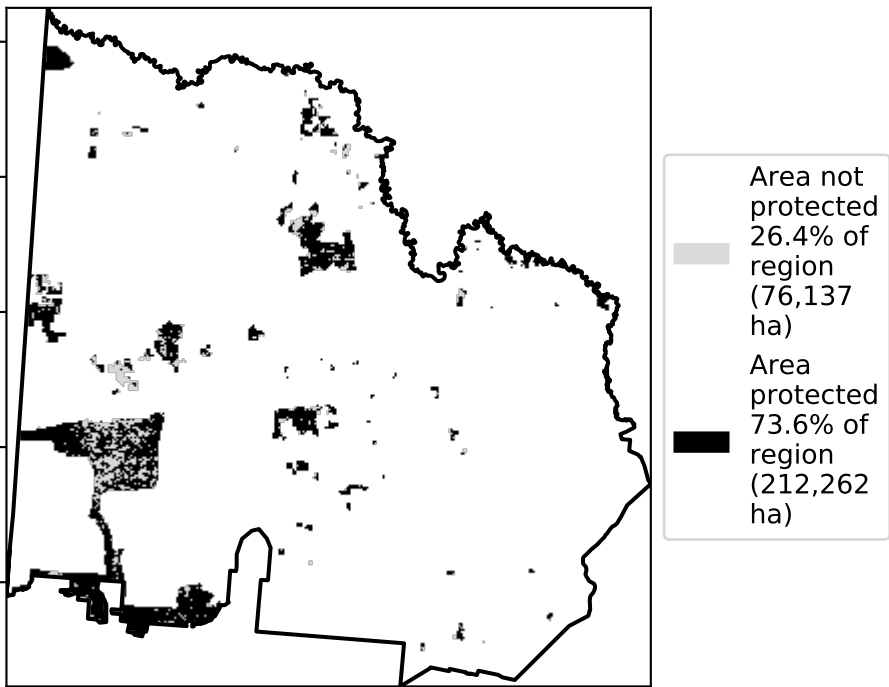 Area not
protected
26.4% of
region
(76,137
ha)
Area
protected
73.6% of
region
(212,262
ha)